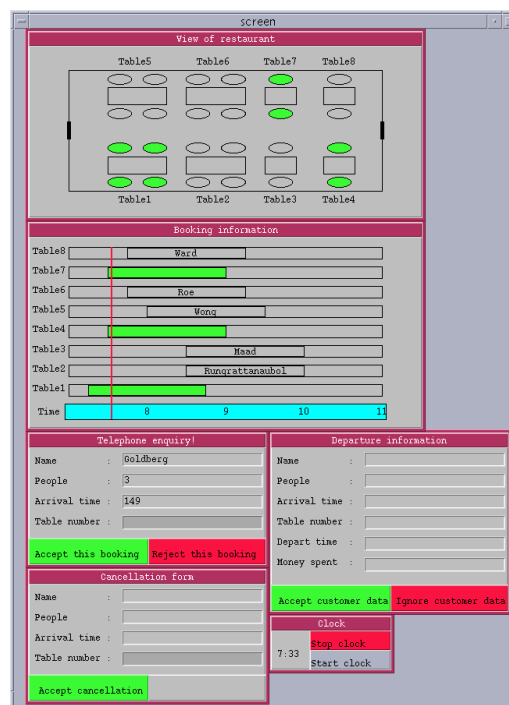 screen
View of restaurant
Table5 Table6 Table7 Table8
Table1 Table2 Table3 Table4
Booking information
Table8 Ward
Table7
Table6 Roe
Table5 Wong
Table4
Table3 Maad
Table2 Rungrattanaubol
Table1
Time 8 9 10 11
Telephone enquiry!
Name : Goldberg
People : 3
Arrival time : 149
Table number :
Accept this booking Reject this booking
Departure information
Name :
People :
Arrival time :
Table number :
Depart time :
Money spent :
Accept customer data Ignore customer data
Cancellation form
Name :
People :
Arrival time :
Table number :
Accept cancellation
Clock
7:33
Stop clock
Start clock